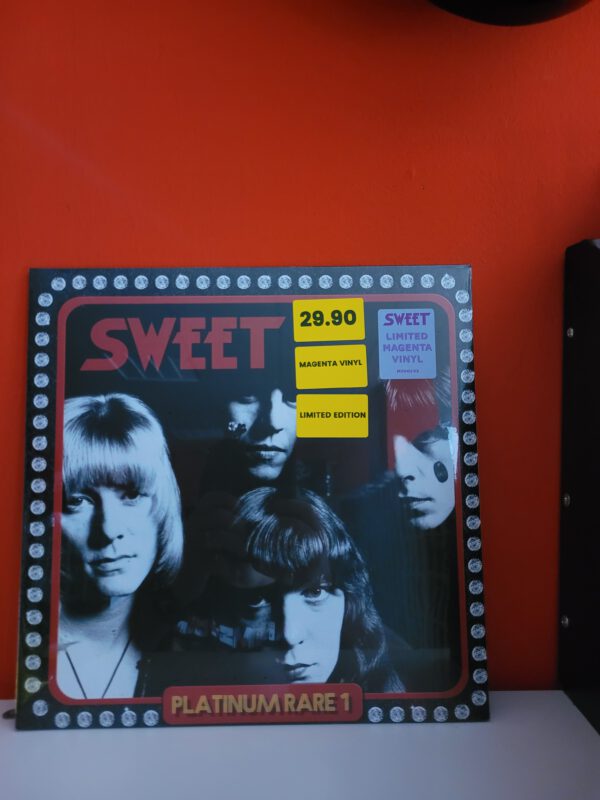 SWEET
29.90
MAGENTA VINYL
LIMITED EDITION
SWEET
LIMITED
MAGENTA
VINYL
PLATINUM RARE 1